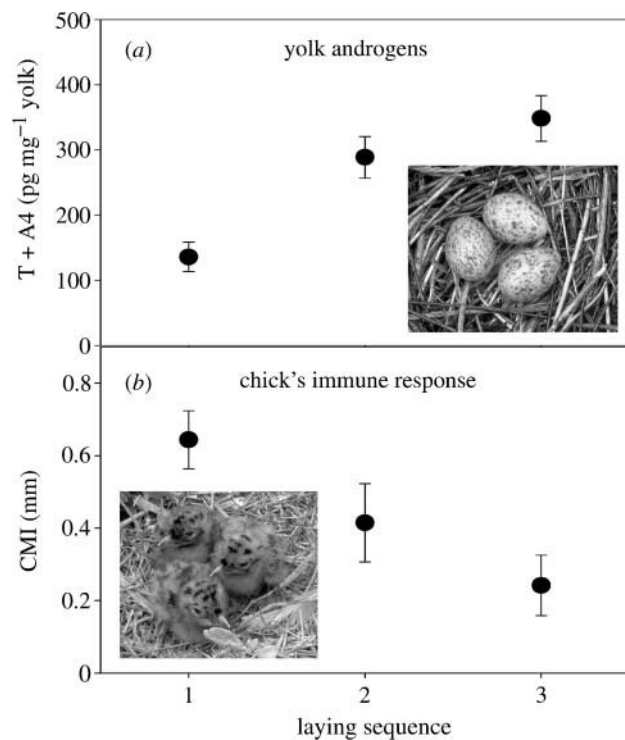 500
(a) yolk androgens
400
300
200
100
0
T + A4 (pg mg⁻¹ yolk)
(b) chick's immune response
0.8
0.6
0.4
0.2
0
CMI (mm)
1 2 3
laying sequence